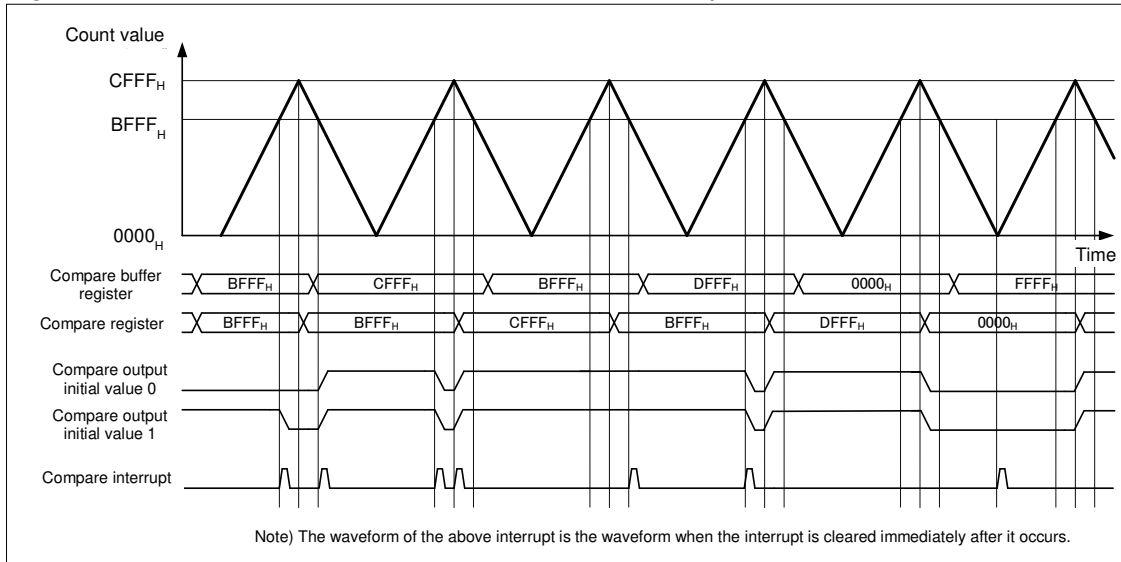 Count value
CFFFH
BFFFH
0000H
Time
Compare buffer
register
BFFFH CFFFH BFFFH DFFFH 0000H FFFFH
Compare register
BFFFH BFFFH CFFFH BFFFH DFFFH 0000H
Compare output
initial value 0
Compare output
initial value 1
Compare interrupt
Note) The waveform of the above interrupt is the waveform when the interrupt is cleared immediately after it occurs.